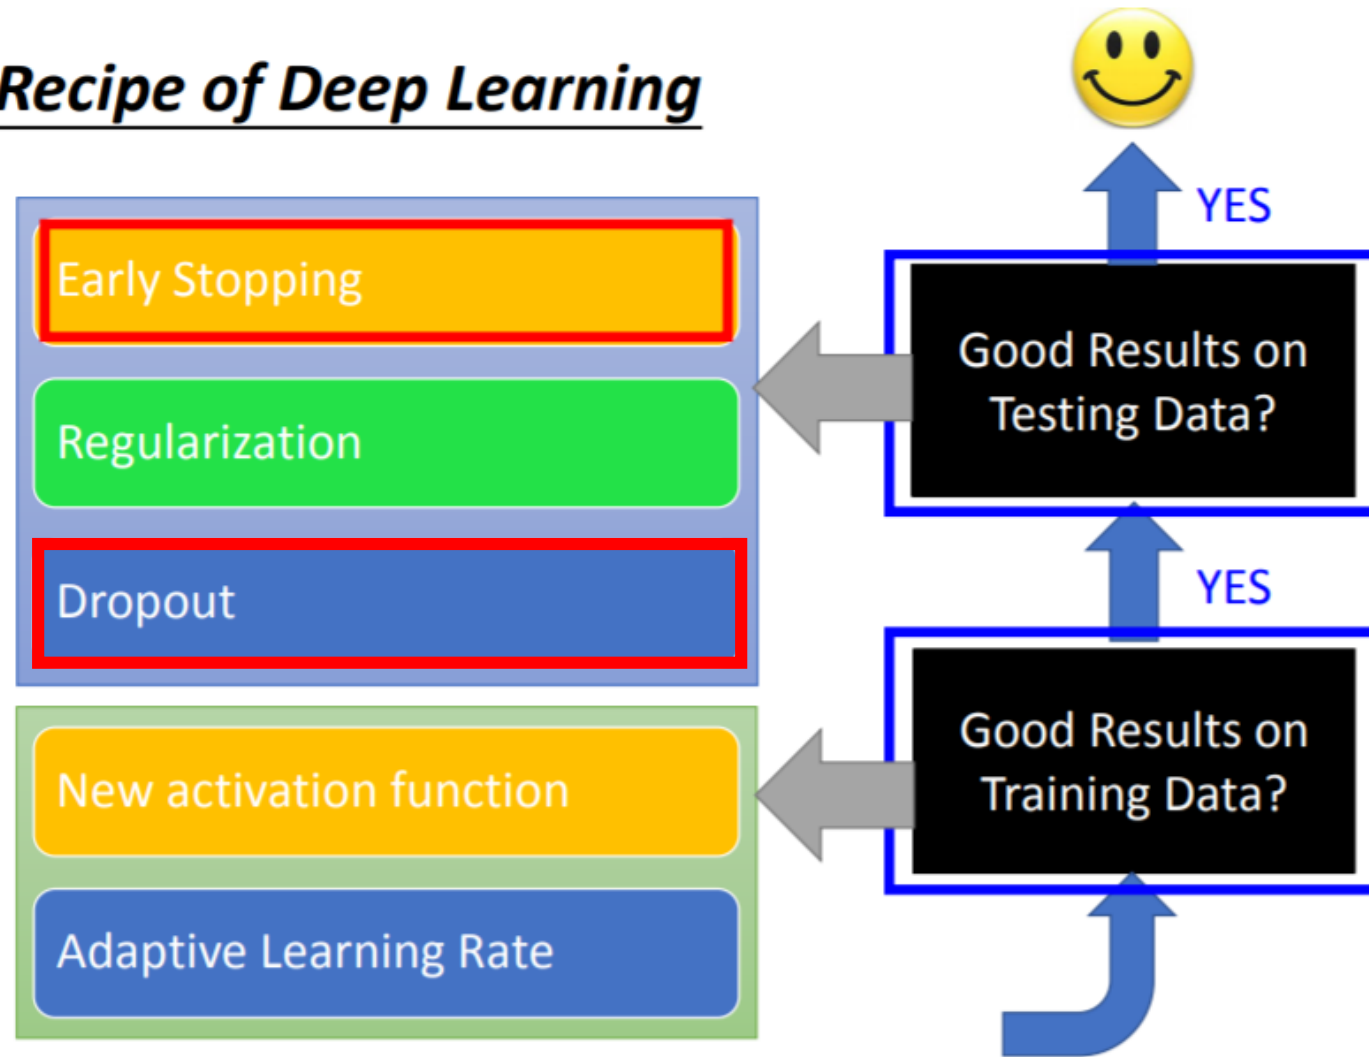 Recipe of Deep Learning
YES
Early Stopping
Good Results on
Testing Data?
Regularization
Dropout
YES
New activation function
Good Results on
Training Data?
Adaptive Learning Rate